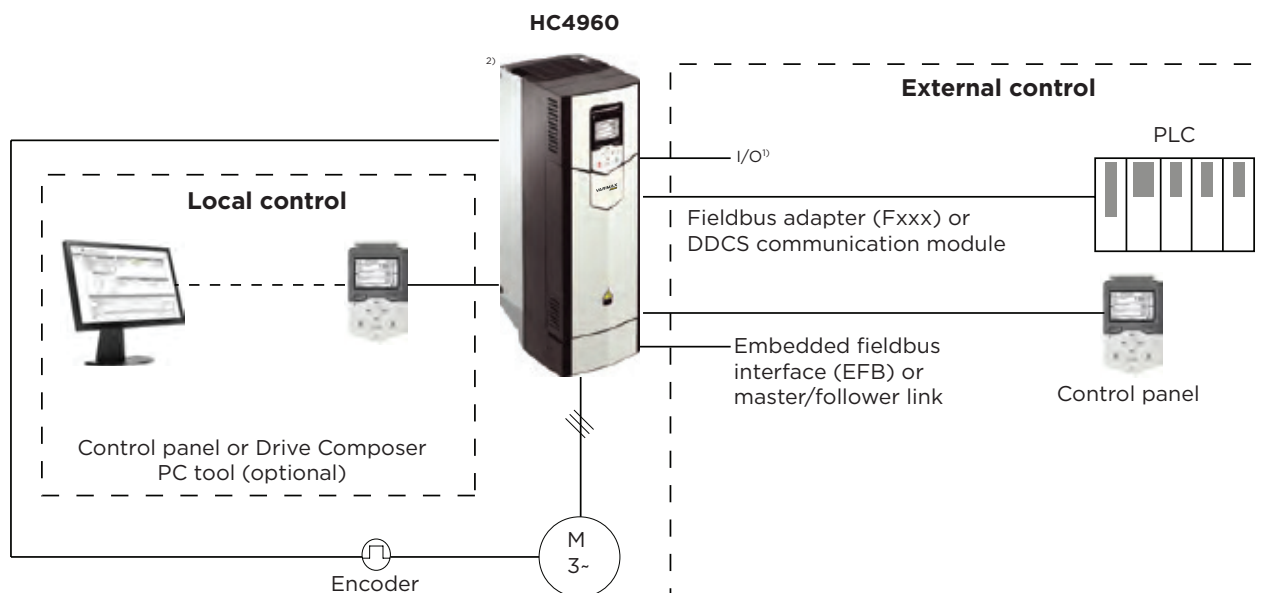 HC4960
2)
External control
I/O1)
PLC
Local control
Fieldbus adapter (Fxxx) or
DDCS communication module
Embedded fieldbus
interface (EFB) or
master/follower link
Control panel
Control panel or Drive Composer
PC tool (optional)
M
3~
Encoder